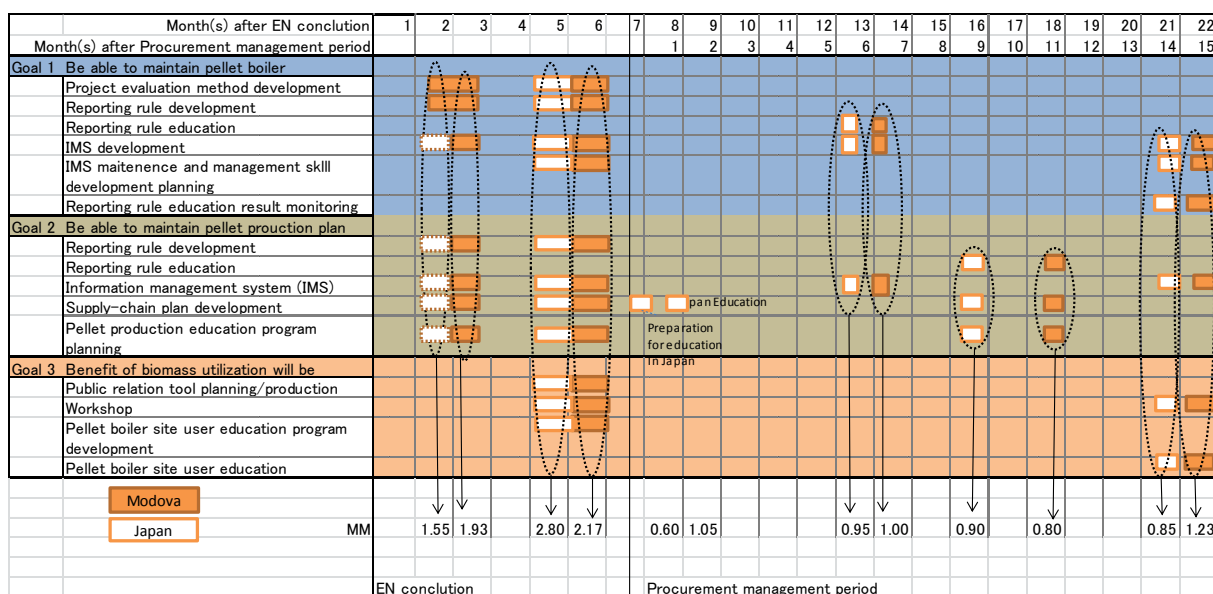 Month(s) after EN conclution 1 2 3 4 5 6 7 8 9 10 11 12 13 14 15 16 17 18 19 20 21 22
Month(s) after Procurement management period 1 2 3 4 5 6 7 8 9 10 11 12 13 14 15
Goal 1 Be able to maintain pellet boiler
Project evaluation method development
Reporting rule development
Reporting rule education
IMS development
IMS maitenence and management skill
development planning
Reporting rule education result monitoring
Goal 2 Be able to maintain pellet prouction plan
Reporting rule development
Reporting rule education
Information management system (IMS)
Supply-chain plan development
pan Education
Pellet production education program
planning
Preparation
for education
In Japan
Goal 3 Benefit of biomass utilization will be
Public relation tool planning/production
Workshop
Pellet boiler site user education program
development
Pellet boiler site user education
Modova
Japan MM 1.55 1.93 2.80 2.17 0.60 1.05 0.95 1.00 0.90 0.80 0.85 1.23
EN conclution Procurement management period